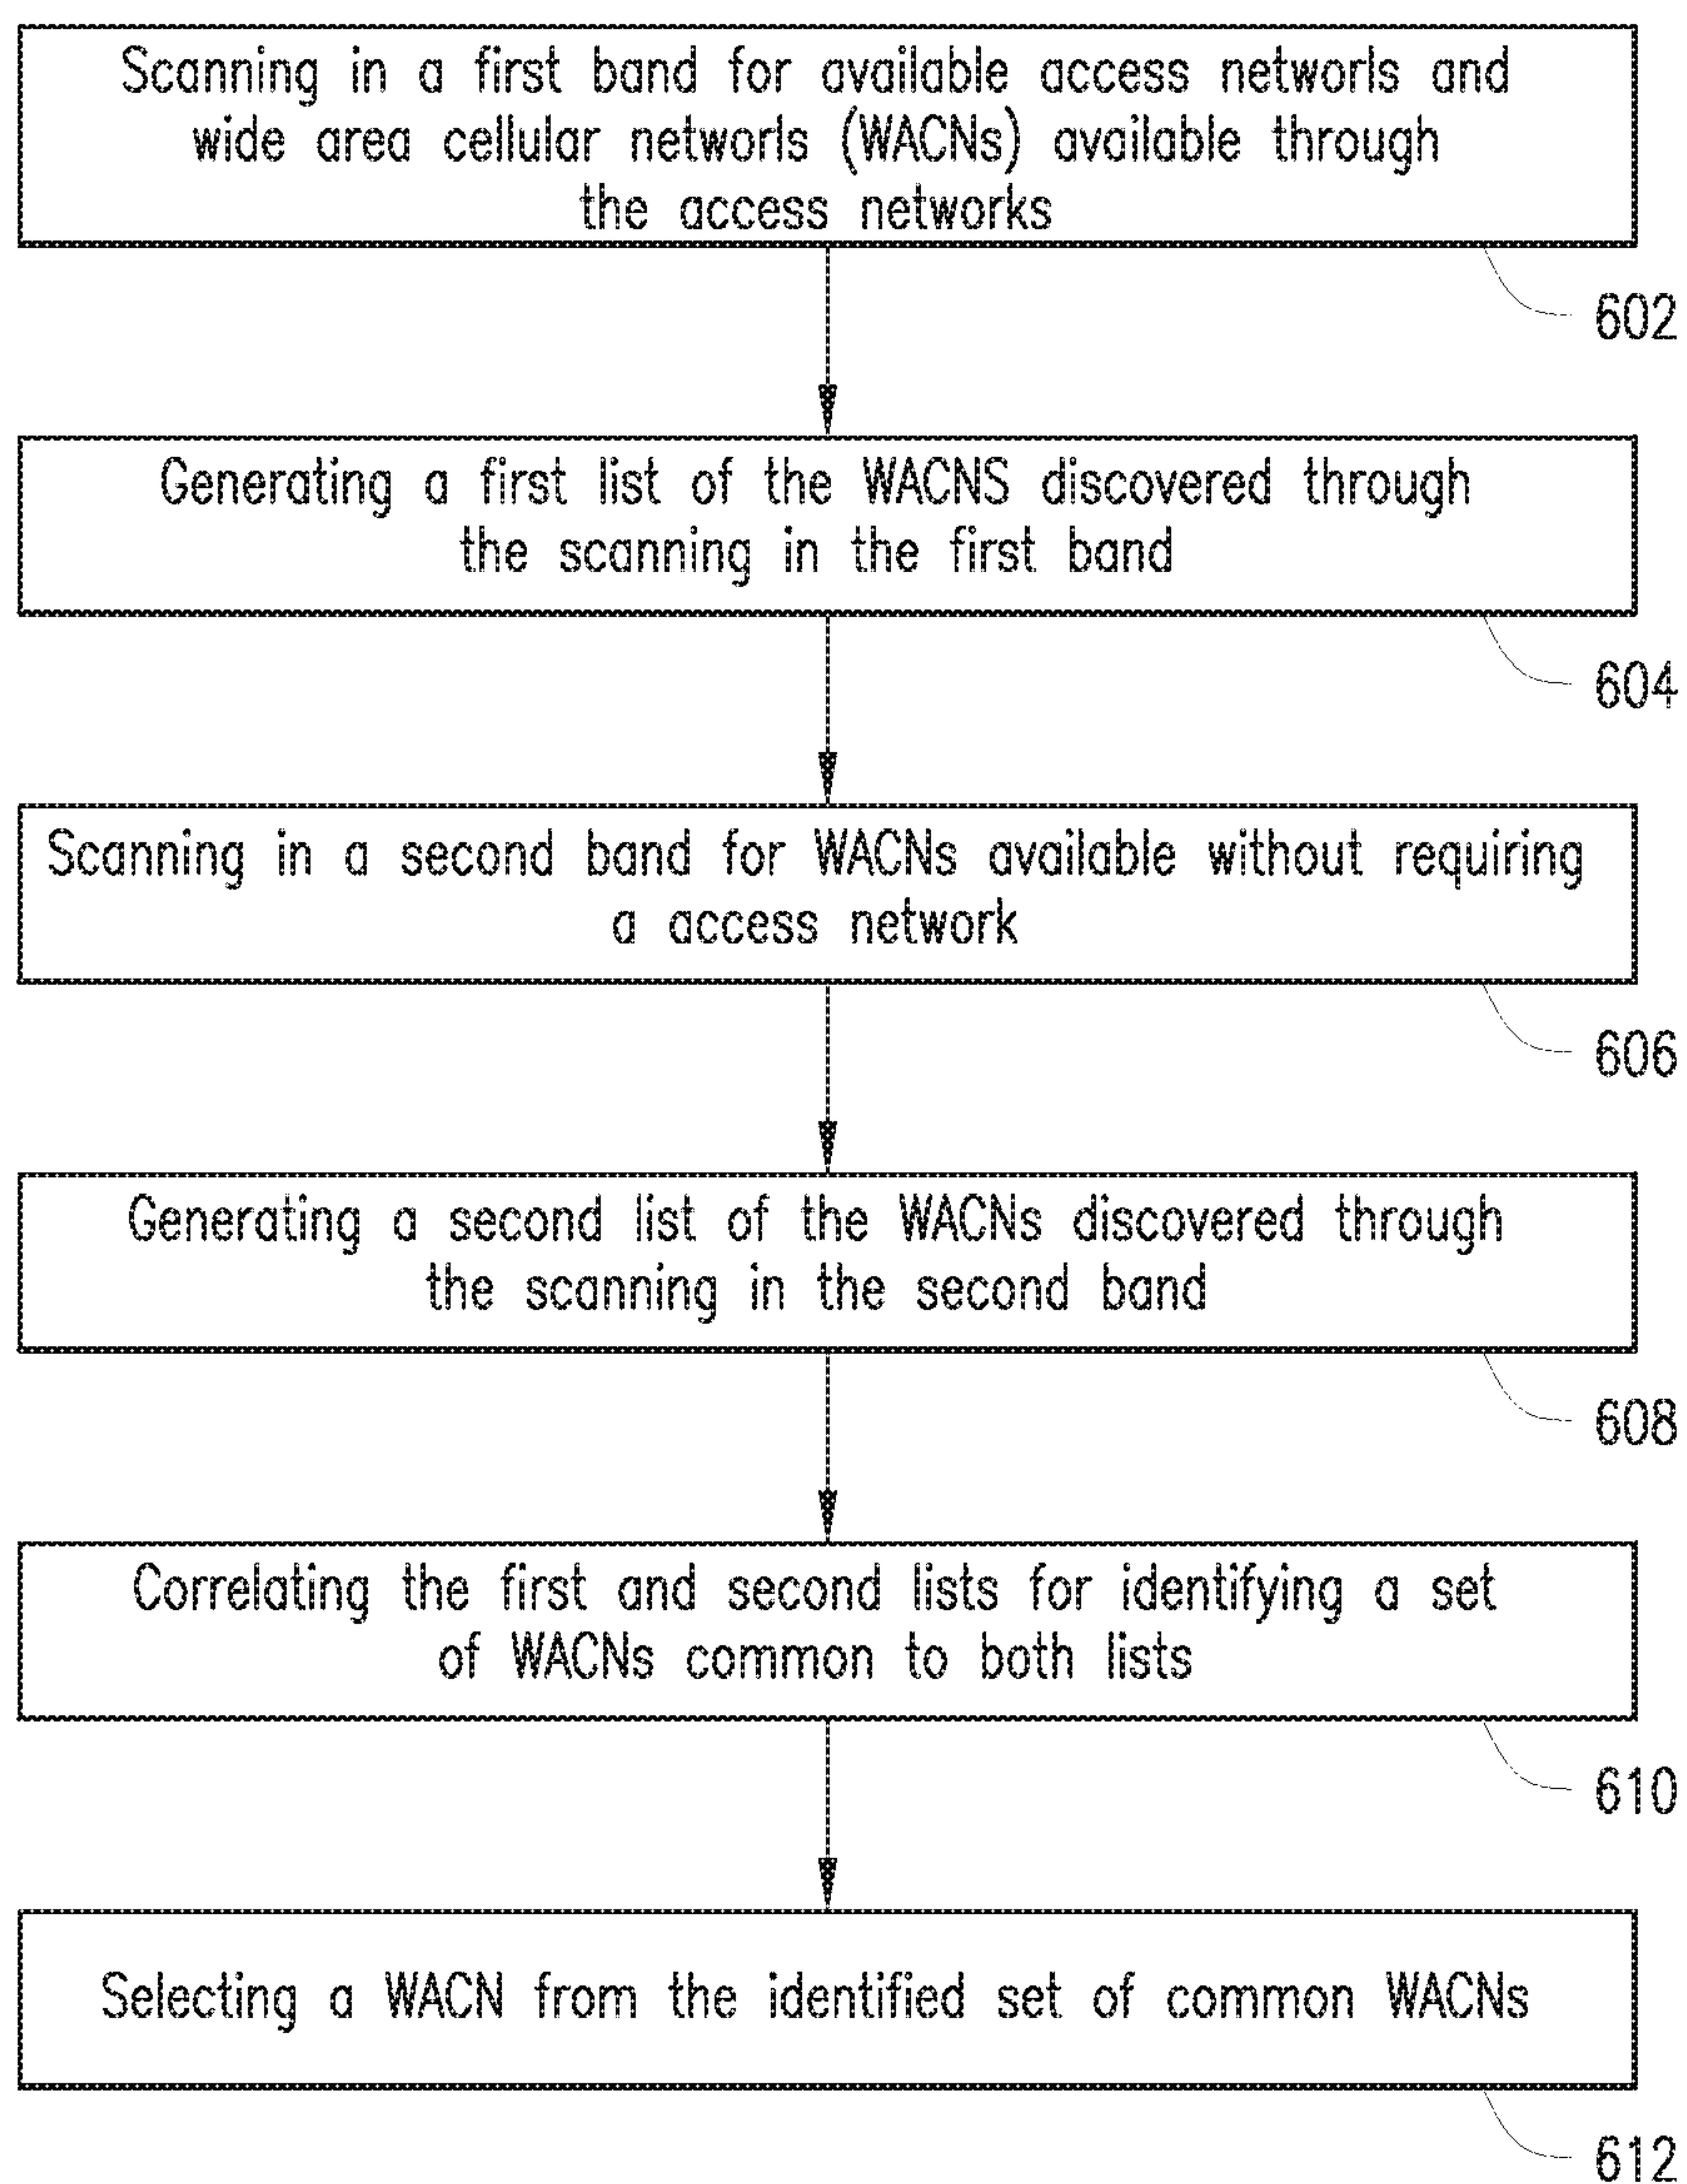 Scanning in a first band for available access networls and
wide area cellular networls (WACNs) available through
the access networks
602
Generating a first list of the WACNS discovered through
the scanning in the first band
604
Scanning in a second band for WACNs available without requiring
a access network
606
Generating a second list of the WACNs discovered through
the scanning in the second band
608
Correlating the first and second lists for identifying a set
of WACNs common to both lists
610
Selecting a WACN from the identified set of common WACNs
612